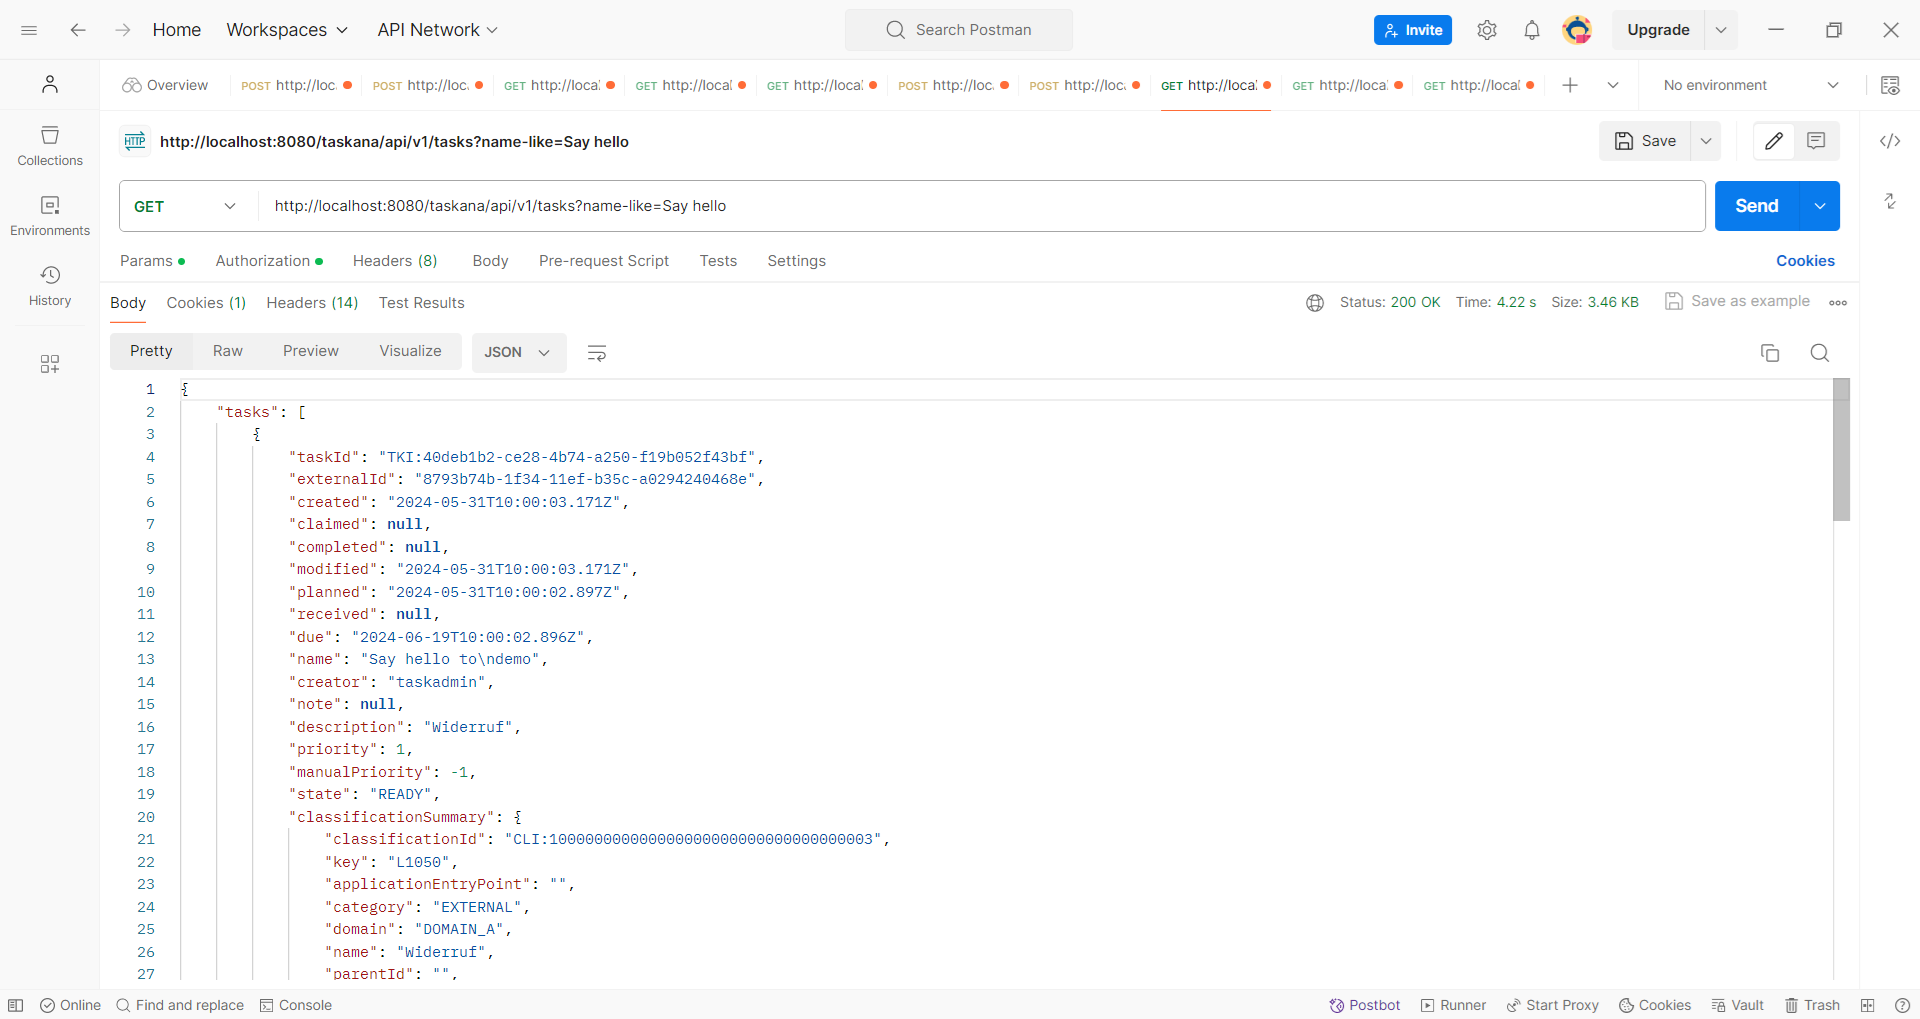 Home Workspaces API Network Search Postman Invite Upgrade
Overview POST http://loc. POST http://loc. GET http://local GET http://local GET http://local POST http://loc. POST http://loc. GET http://local GET http://local GET http://local No environment
HTTP http://localhost:8080/taskana/api/v1/tasks?name-like=Say hello Save
Collections
Environments
History
GET http://localhost:8080/taskana/api/v1/tasks?name-like=Say hello Send
Params Authorization Headers (8) Body Pre-request Script Tests Settings Cookies
Body Cookies (1) Headers (14) Test Results Status: 200 OK Time: 4.22 s Size: 3.46 KB Save as example
Pretty Raw Preview Visualize JSON
1 {
2 "tasks": [
3 {
4 "taskId": "TKI:40deb1b2-ce28-4b74-a250-f19b052f43bf",
5 "externalId": "8793b74b-1f34-11ef-b35c-a0294240468e",
6 "created": "2024-05-31T10:00:03.171Z",
7 "claimed": null,
8 "completed": null,
9 "modified": "2024-05-31T10:00:03.171Z",
10 "planned": "2024-05-31T10:00:02.897Z",
11 "received": null,
12 "due": "2024-06-19T10:00:02.896Z",
13 "name": "Say hello to\ndemo",
14 "creator": "taskadmin",
15 "note": null,
16 "description": "Widerruf",
17 "priority": 1,
18 "manualPriority": -1,
19 "state": "READY",
20 "classificationSummary": {
21 "classificationId": "CLI:100000000000000000000000000000000003",
22 "key": "L1050",
23 "applicationEntryPoint": "",
24 "category": "EXTERNAL",
25 "domain": "DOMAIN_A",
26 "name": "Widerruf",
27 "parentId": "",
Online Find and replace Console Postbot Runner Start Proxy Cookies Vault Trash